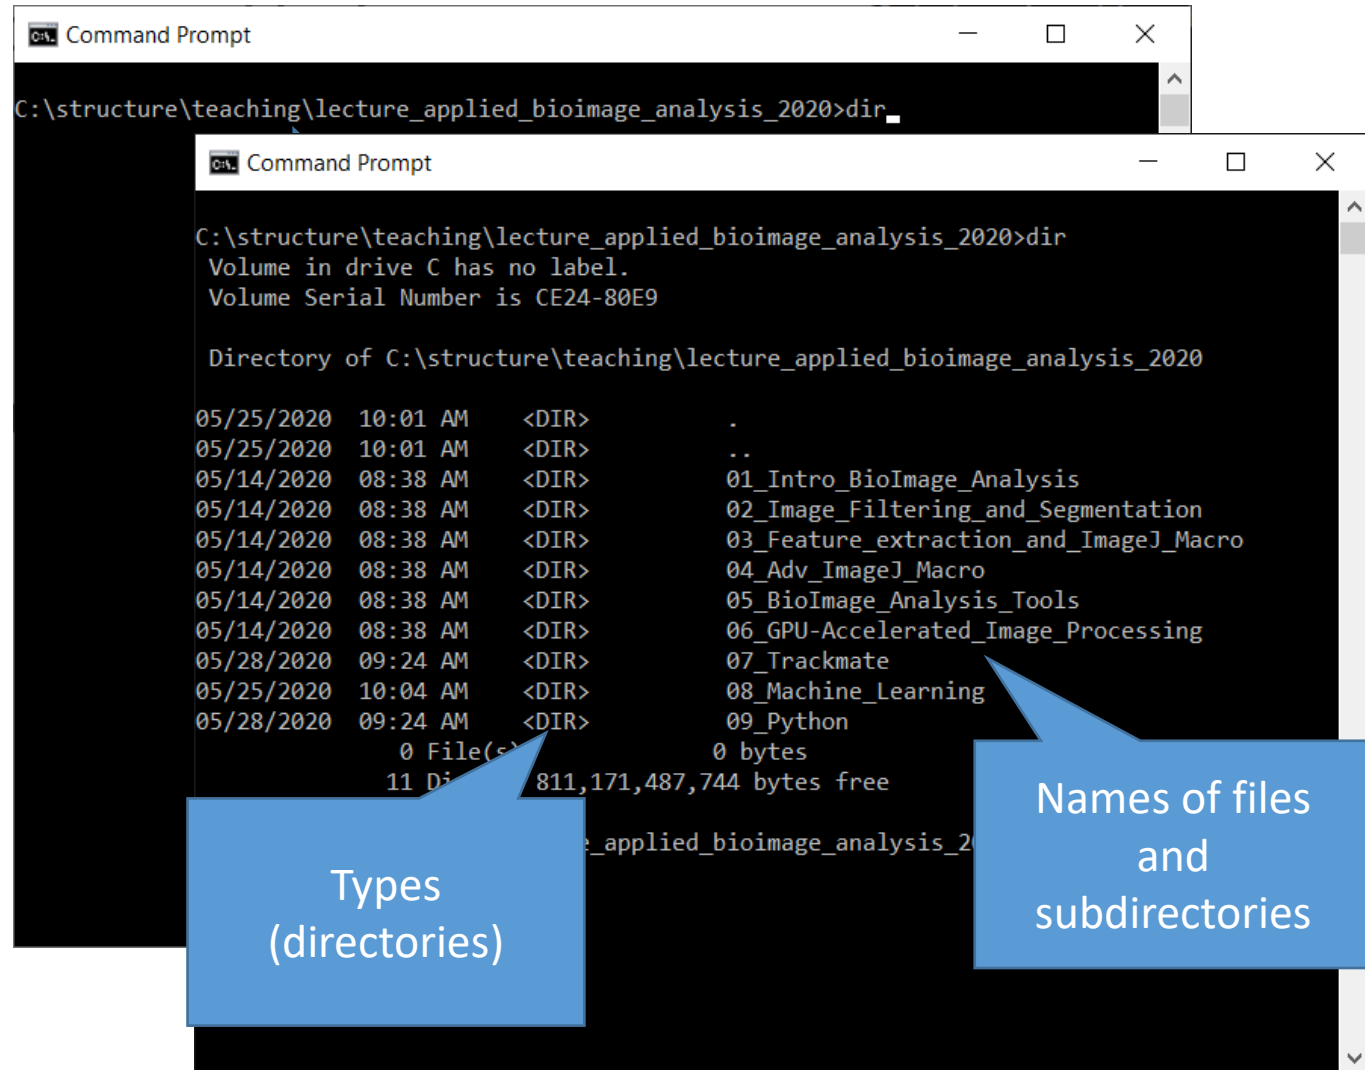 Command Prompt
C:\structure\teaching\lecture_applied_bioimage_analysis_2020>dir
Command Prompt
C:\structure\teaching\lecture_applied_bioimage_analysis_2020>dir
Volume in drive C has no label.
Volume Serial Number is CE24-80E9
Directory of C:\structure\teaching\lecture_applied_bioimage_analysis_2020
05/25/2020 10:01 AM <DIR> .
05/25/2020 10:01 AM <DIR> ..
05/14/2020 08:38 AM <DIR> 01_Intro_BioImage_Analysis
05/14/2020 08:38 AM <DIR> 02_Image_Filtering_and_Segmentation
05/14/2020 08:38 AM <DIR> 03_Feature_extraction_and_ImageJ_Macro
05/14/2020 08:38 AM <DIR> 04_Adv_ImageJ_Macro
05/14/2020 08:38 AM <DIR> 05_BioImage_Analysis_Tools
05/14/2020 08:38 AM <DIR> 06_GPU-Accelerated_Image_Processing
05/28/2020 09:24 AM <DIR> 07_Trackmate
05/25/2020 10:04 AM <DIR> 08_Machine_Learning
05/28/2020 09:24 AM <DIR> 09_Python
0 File(s) 0 bytes
11 Di 811,171,487,744 bytes free
_applied_bioimage_analysis_2
Types
(directories)
Names of files
and
subdirectories